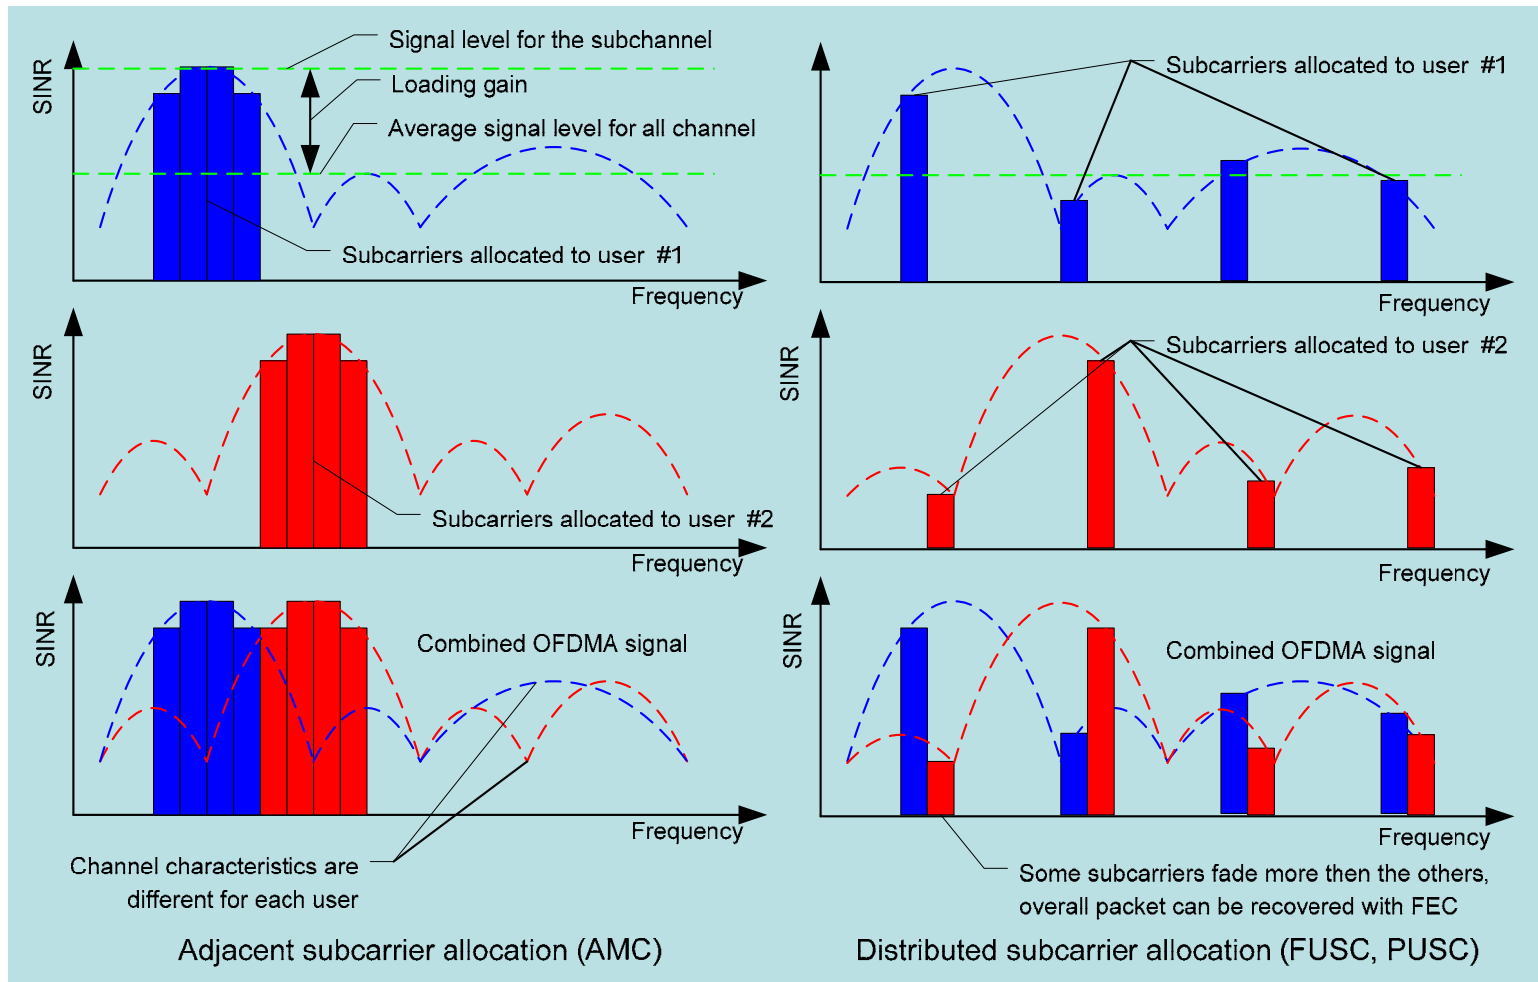 SINR
Signal level for the subchannel
Loading gain
Average signal level for all channel
Subcarriers allocated to user #1
Frequency
SINR
Subcarriers allocated to user #2
Frequency
SINR
Combined OFDMA signal
Frequency
Channel characteristics are
different for each user
Adjacent subcarrier allocation (AMC)
SINR
Subcarriers allocated to user #1
Frequency
SINR
Subcarriers allocated to user #2
Frequency
SINR
Combined OFDMA signal
Frequency
Some subcarriers fade more then the others,
overall packet can be recovered with FEC
Distributed subcarrier allocation (FUSC, PUSC)